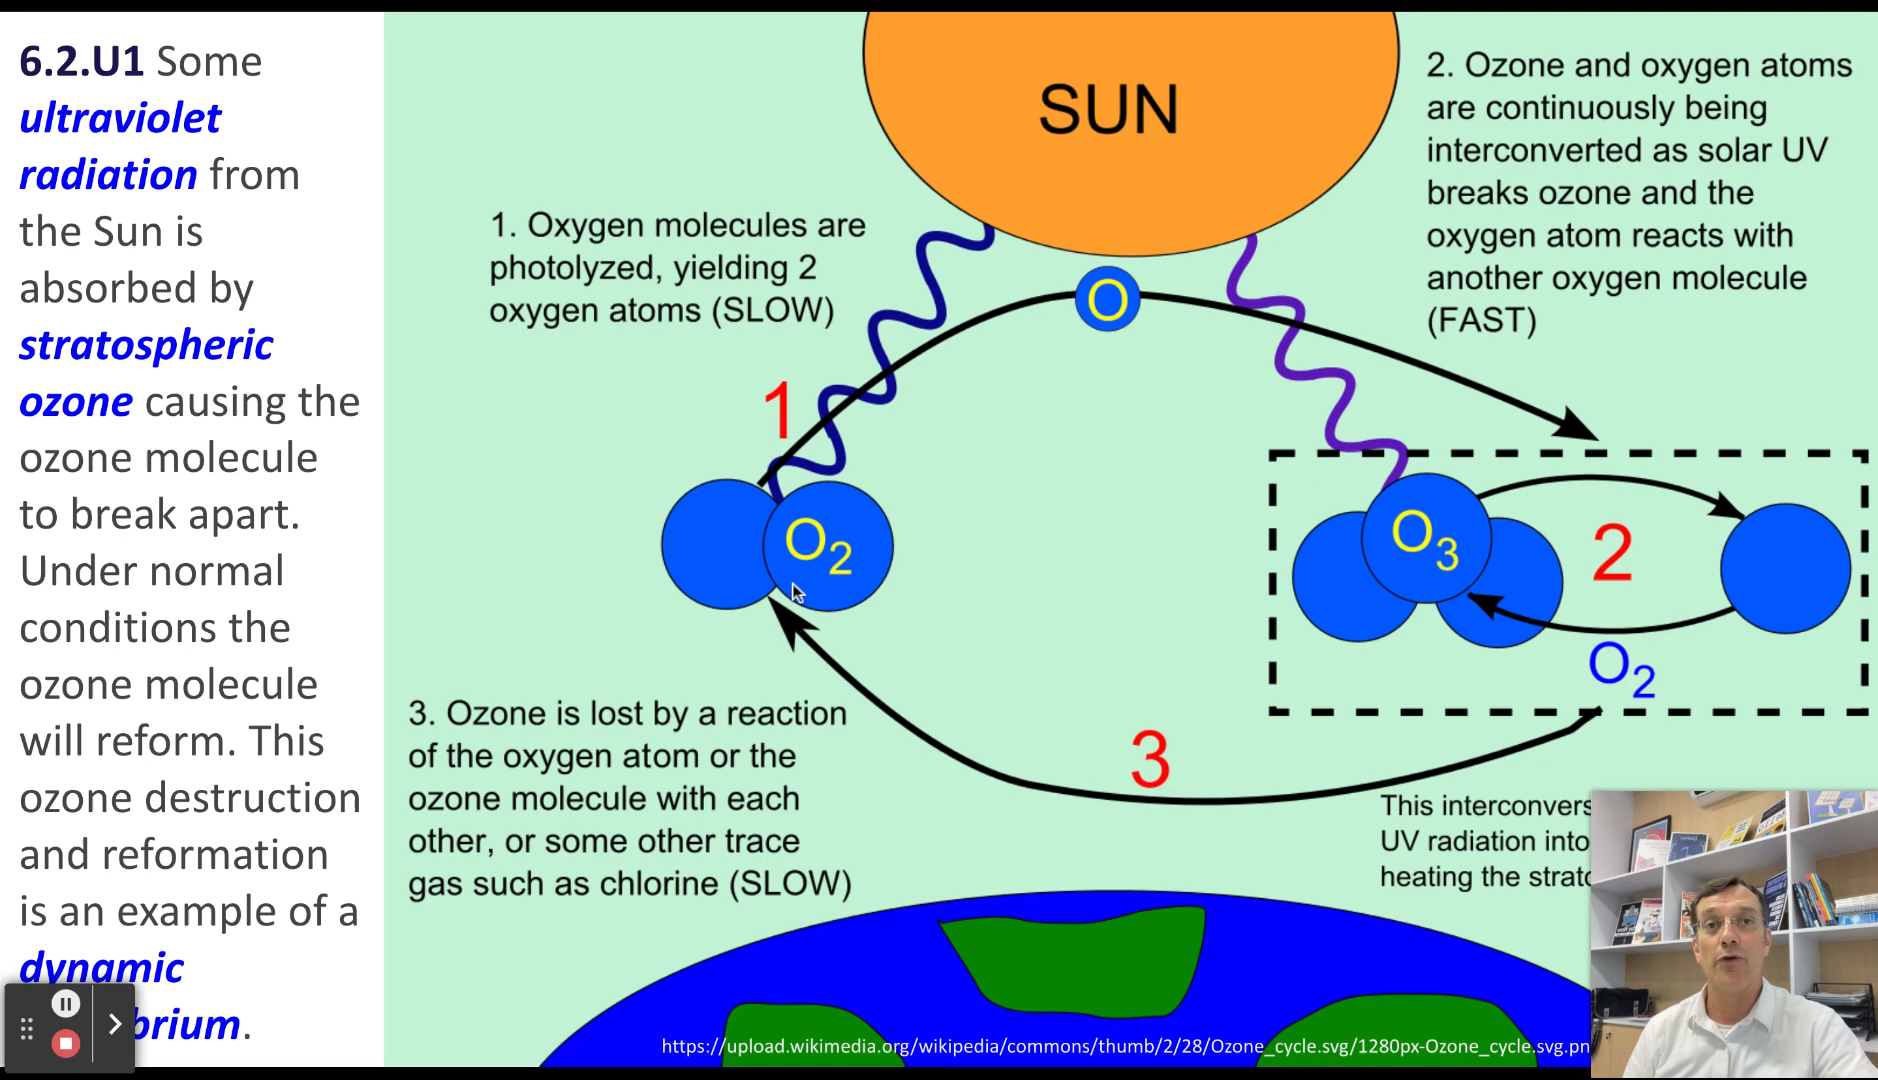 6.2.U1 Some
ultraviolet
radiation from
the Sun is
absorbed by
stratospheric
ozone causing the
ozone molecule
to break apart.
Under normal
conditions the
ozone molecule
will reform. This
ozone destruction
and reformation
is an example of a
dynamic
brium.
SUN
1. Oxygen molecules are
photolyzed, yielding 2
oxygen atoms (SLOW)
2. Ozone and oxygen atoms
are continuously being
interconverted as solar UV
breaks ozone and the
oxygen atom reacts with
another oxygen molecule
(FAST)
O
1
O2
O3
2
O2
3. Ozone is lost by a reaction
of the oxygen atom or the
ozone molecule with each
other, or some other trace
gas such as chlorine (SLOW)
3
This interconvers
UV radiation into
heating the strato
https://upload.wikimedia.org/wikipedia/commons/thumb/2/28/Ozone_cycle.svg/1280px-Ozone_cycle.svg.pn